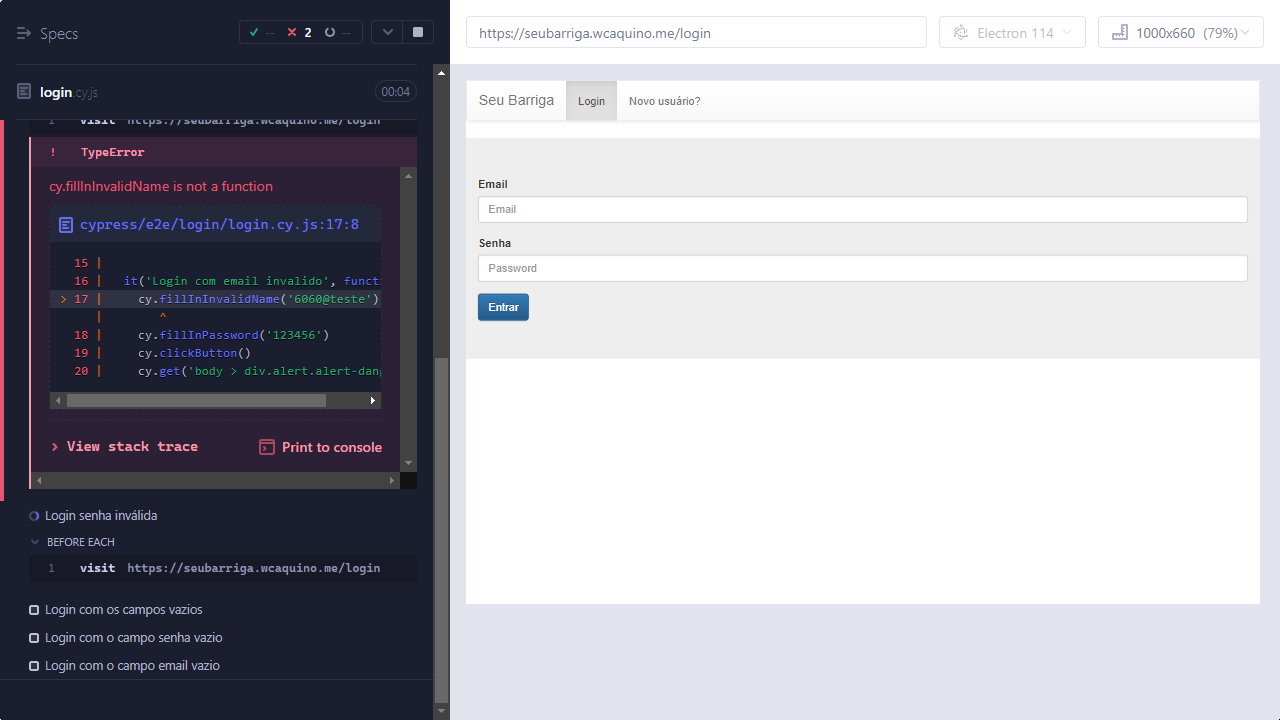 Specs
-- 2 --
login.cy.js
00:04
1 visit https://seubarriga.wcaquino.me/login
! TypeError
cy.fillInInvalidName is not a function
cypress/e2e/login/login.cy.js:17:8
15 |
16 | it('Login com email invalido', functi
> 17 | cy.fillInInvalidName('6060@teste')
| ^
18 | cy.fillInPassword('123456')
19 | cy.clickButton()
20 | cy.get('body > div.alert.alert-dang
> View stack trace
Print to console
Login senha inválida
BEFORE EACH
1 visit https://seubarriga.wcaquino.me/login
Login com os campos vazios
Login com o campo senha vazio
Login com o campo email vazio
https://seubarriga.wcaquino.me/login
Electron 114
1000x660 (79%)
Seu Barriga
Login
Novo usuário?
Email
Email
Senha
Password
Entrar